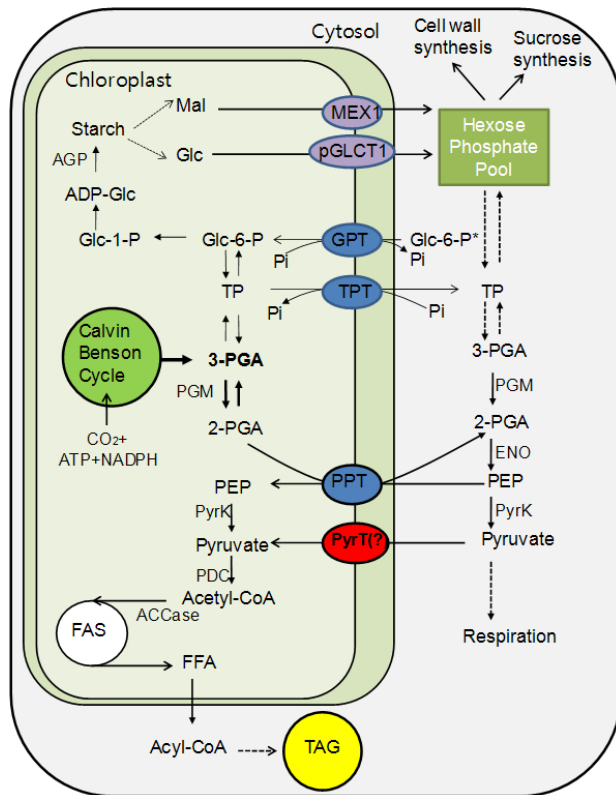 Cytosol
Cell wall
synthesis
Sucrose
synthesis
Chloroplast
Mal
MEX1
Starch
Hexose
Phosphate
Pool
AGP
Glc
pGLCT1
ADP-Glc
Glc-1-P
Glc-6-P
GPT
Glc-6-P*
Pi
Pi
TP
TPT
TP
Pi
Pi
Calvin
Benson
Cycle
3-PGA
3-PGA
PGM
PGM
2-PGA
2-PGA
CO2+
ATP+NADPH
ENO
PEP
PPT
PEP
PyrK
PyrK
Pyruvate
PyrT(?
Pyruvate
PDC
Acetyl-CoA
ACCase
FAS
Respiration
FFA
Acyl-CoA
TAG